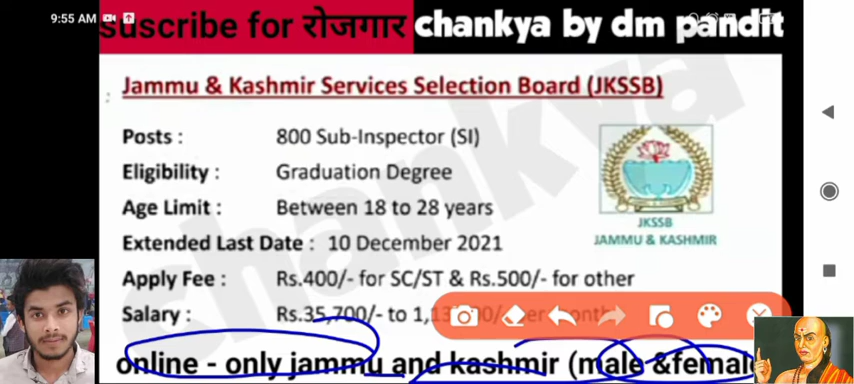 9:55 AM
suscribe for रोजगार chankya by dm pandit
Jammu & Kashmir Services Selection Board (JKSSB)
Posts : 800 Sub-Inspector (SI)
Eligibility : Graduation Degree
Age Limit : Between 18 to 28 years
Extended Last Date : 10 December 2021
Apply Fee : Rs.400/- for SC/ST & Rs.500/- for other
Salary : Rs.35,700/- to
JKSSB
JAMMU & KASHMIR
online - only jammu and kashmir (male &female
chankya